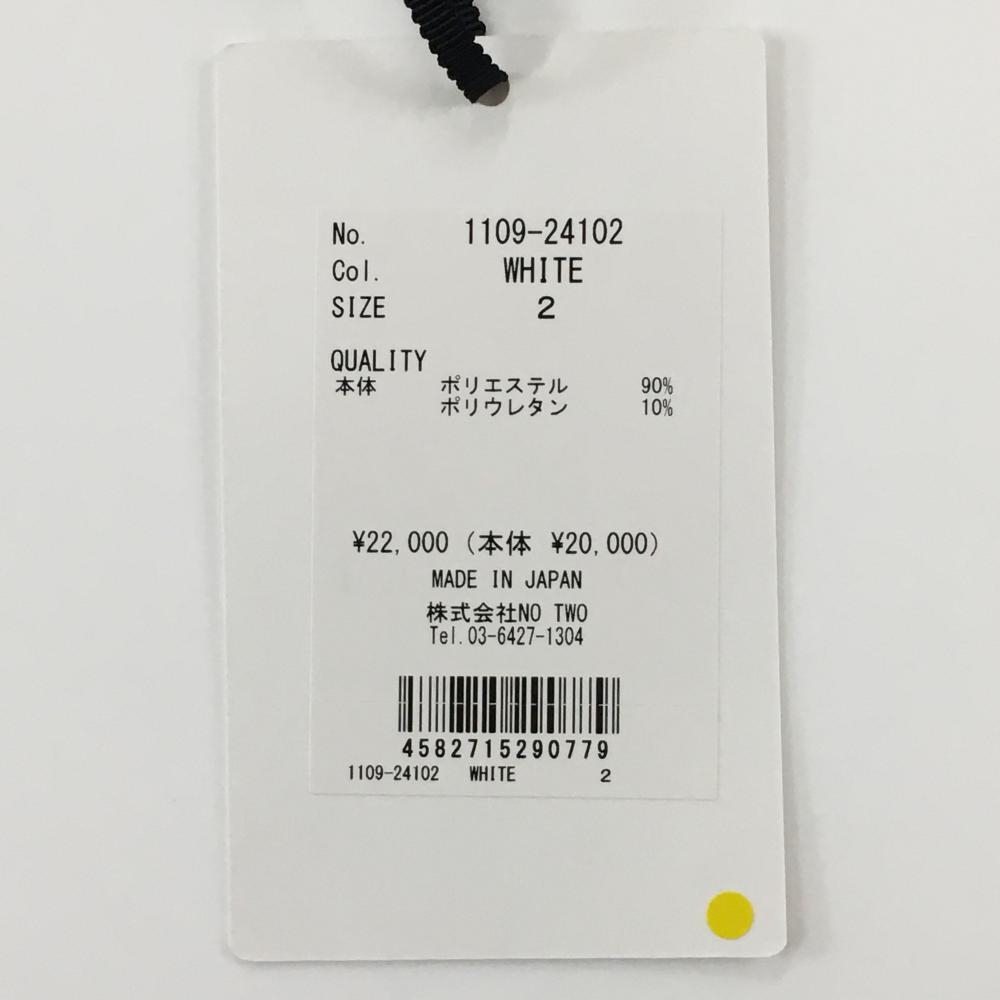 No. 1109-24102
Col. WHITE
SIZE 2
QUALITY
本体 ポリエステル 90%
ポリウレタン 10%
¥22,000 (本体 ¥20,000)
MADE IN JAPAN
株式会社NO TWO
Tel.03-6427-1304
4582715290779
1109-24102 WHITE 2